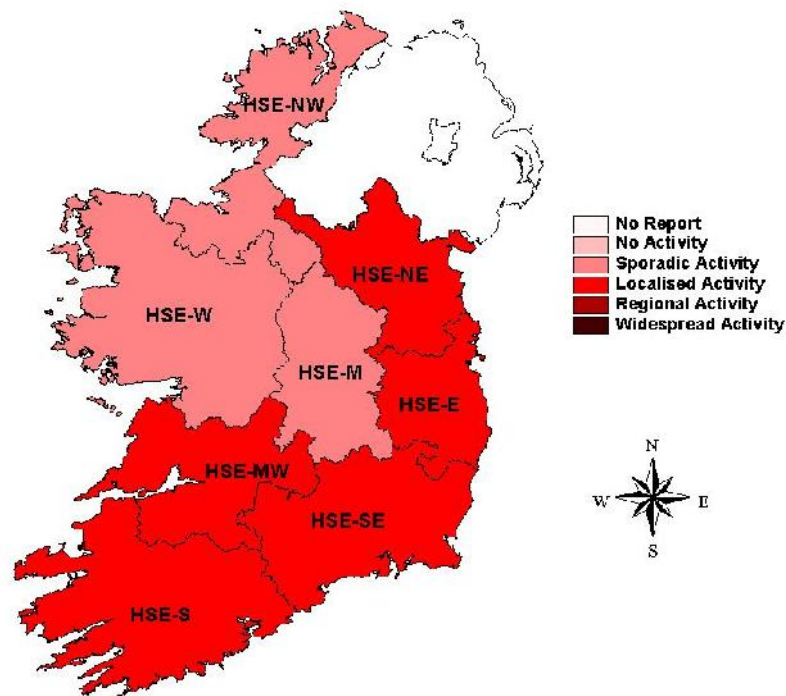 HSE-NW
No Report
No Activity
Sporadic Activity
Localised Activity
Regional Activity
Widespread Activity
HSE-NE
HSE-W
HSE-M
HSE-E
HSE-MW
HSE-SE
HSE-S
N
W E
S